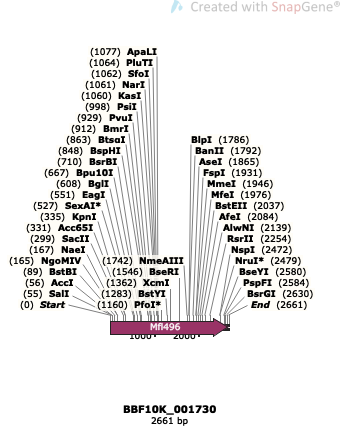 Created with SnapGene®
(1077) ApaLI
(1064) PluTI
(1062) SfoI
(1061) NarI
(1060) KasI
(998) PsiI
(929) PvuI
(912) BmrI
(863) BtsαI
(848) BspHI
(710) BsrBI
(667) Bpu10I
(608) BglI
(551) EagI
(527) SexAI*
(335) KpnI
(331) Acc65I
(299) SacII
(167) NaeI
(165) NgoMIV
(89) BstBI
(56) AccI
(55) SalI
(0) Start
(1742) NmeAIII
(1546) BseRI
(1362) XcmI
(1283) BstYI
(1160) PfoI*
BlpI (1786)
BanII (1792)
AseI (1865)
FspI (1931)
MmeI (1946)
MfeI (1976)
BstEII (2037)
AfeI (2084)
AlwNI (2139)
RsrII (2254)
NspI (2472)
NruI* (2479)
BseYI (2580)
PspFI (2584)
BsrGI (2630)
End (2661)
Mfl496
1000
2000
BBF10K_001730
2661 bp